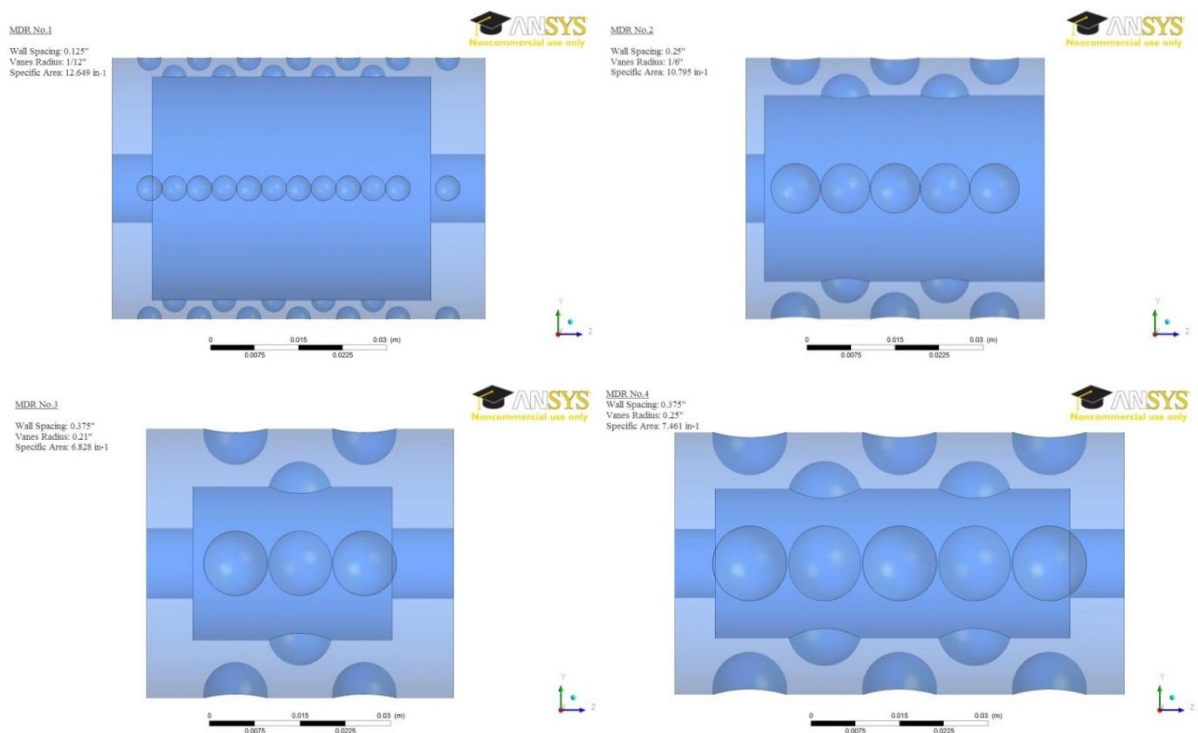 MDR No.1
Wall Spacing: 0.125"
Vanes Radius: 1/12"
Specific Area: 12.649 in-1
ANSYS
Noncommercial use only
0 0.015 0.03 (m)
0.0075 0.0225
Y
Z
MDR No.2
Wall Spacing: 0.25"
Vanes Radius: 1/6"
Specific Area: 10.795 in-1
ANSYS
Noncommercial use only
0 0.015 0.03 (m)
0.0075 0.0225
Y
Z
MDR No.3
Wall Spacing: 0.375"
Vanes Radius: 0.21"
Specific Area: 6.828 in-1
ANSYS
Noncommercial use only
0 0.015 0.03 (m)
0.0075 0.0225
Y
Z
MDR No.4
Wall Spacing: 0.375"
Vanes Radius: 0.25"
Specific Area: 7.461 in-1
ANSYS
Noncommercial use only
0 0.015 0.03 (m)
0.0075 0.0225
Y
Z